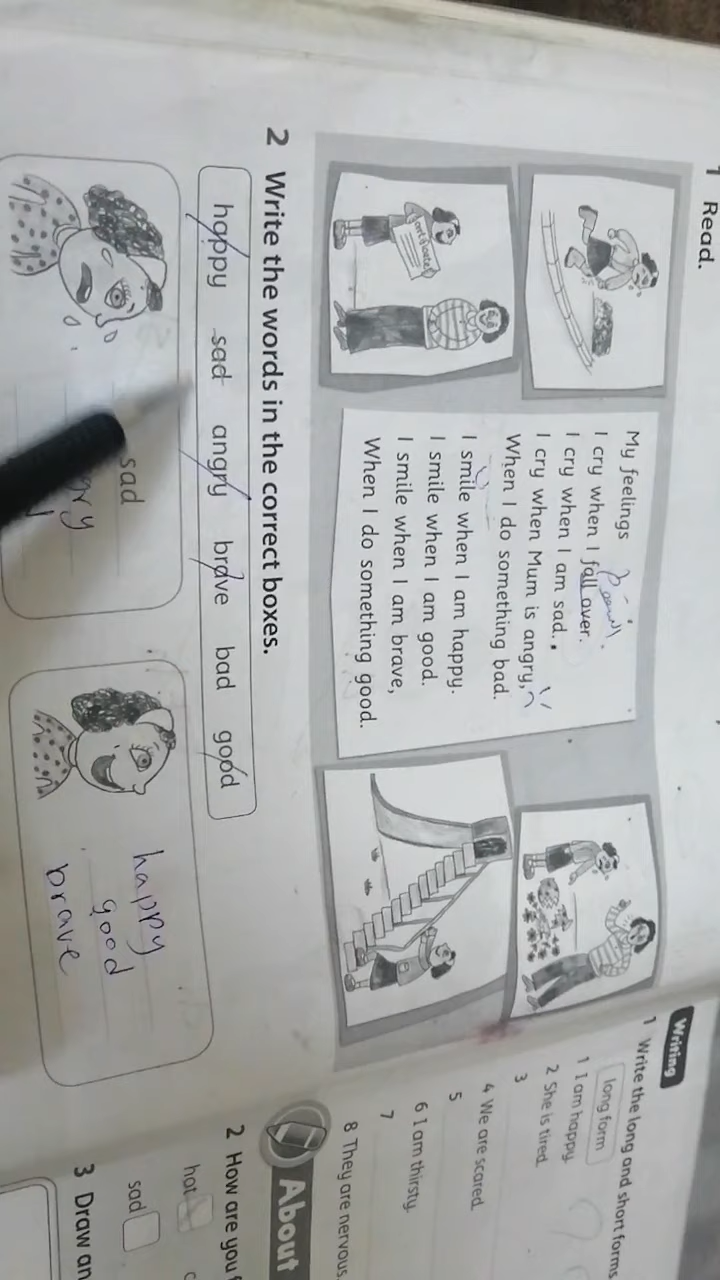 1 Read.
My feelings
I cry when I fall over.
I cry when I am sad.
I cry when Mum is angry,
When I do something bad.
I smile when I am happy.
I smile when I am good.
I smile when I am brave,
When I do something good.
2 Write the words in the correct boxes.
happy sad angry brave bad good
sad
happy
good
brave
Writing
1 Write the long and short forms
long form
1 I am happy.
2 She is tired.
3
4 We are scared.
5
6 I am thirsty.
7
8 They are nervous.
About
2 How are you
hot
sad
3 Draw an